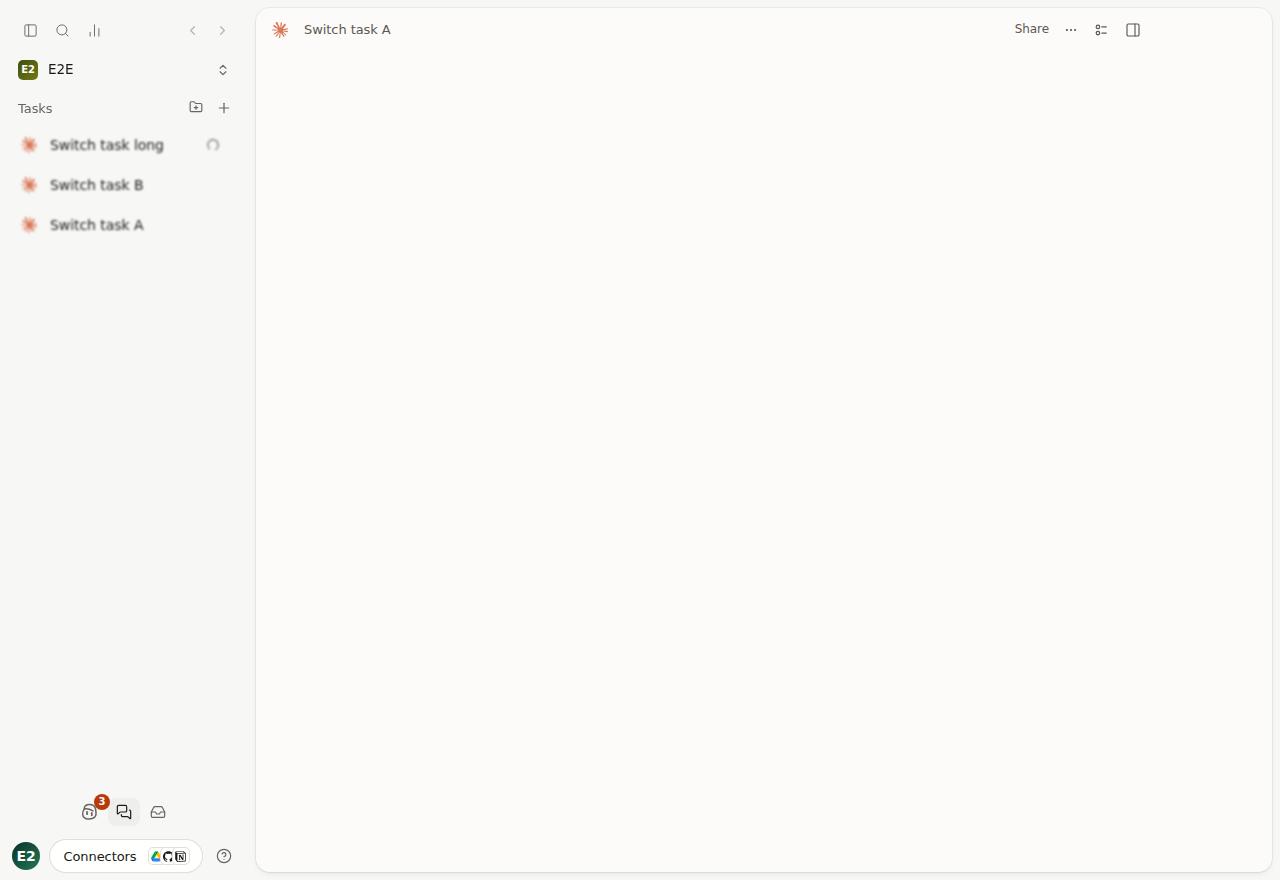 Switch task A
Share
E2 E2E
Tasks
Switch task long
Switch task B
Switch task A
3
E2 Connectors